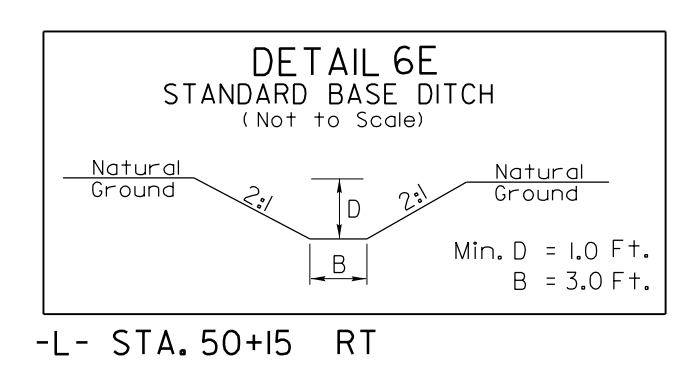 DETAIL 6E
STANDARD BASE DITCH
(Not to Scale)
Natural
Ground
2:1
D
2:1
Natural
Ground
B
Min. D = 1.0 Ft.
B = 3.0 Ft.
-L- STA. 50+15 RT